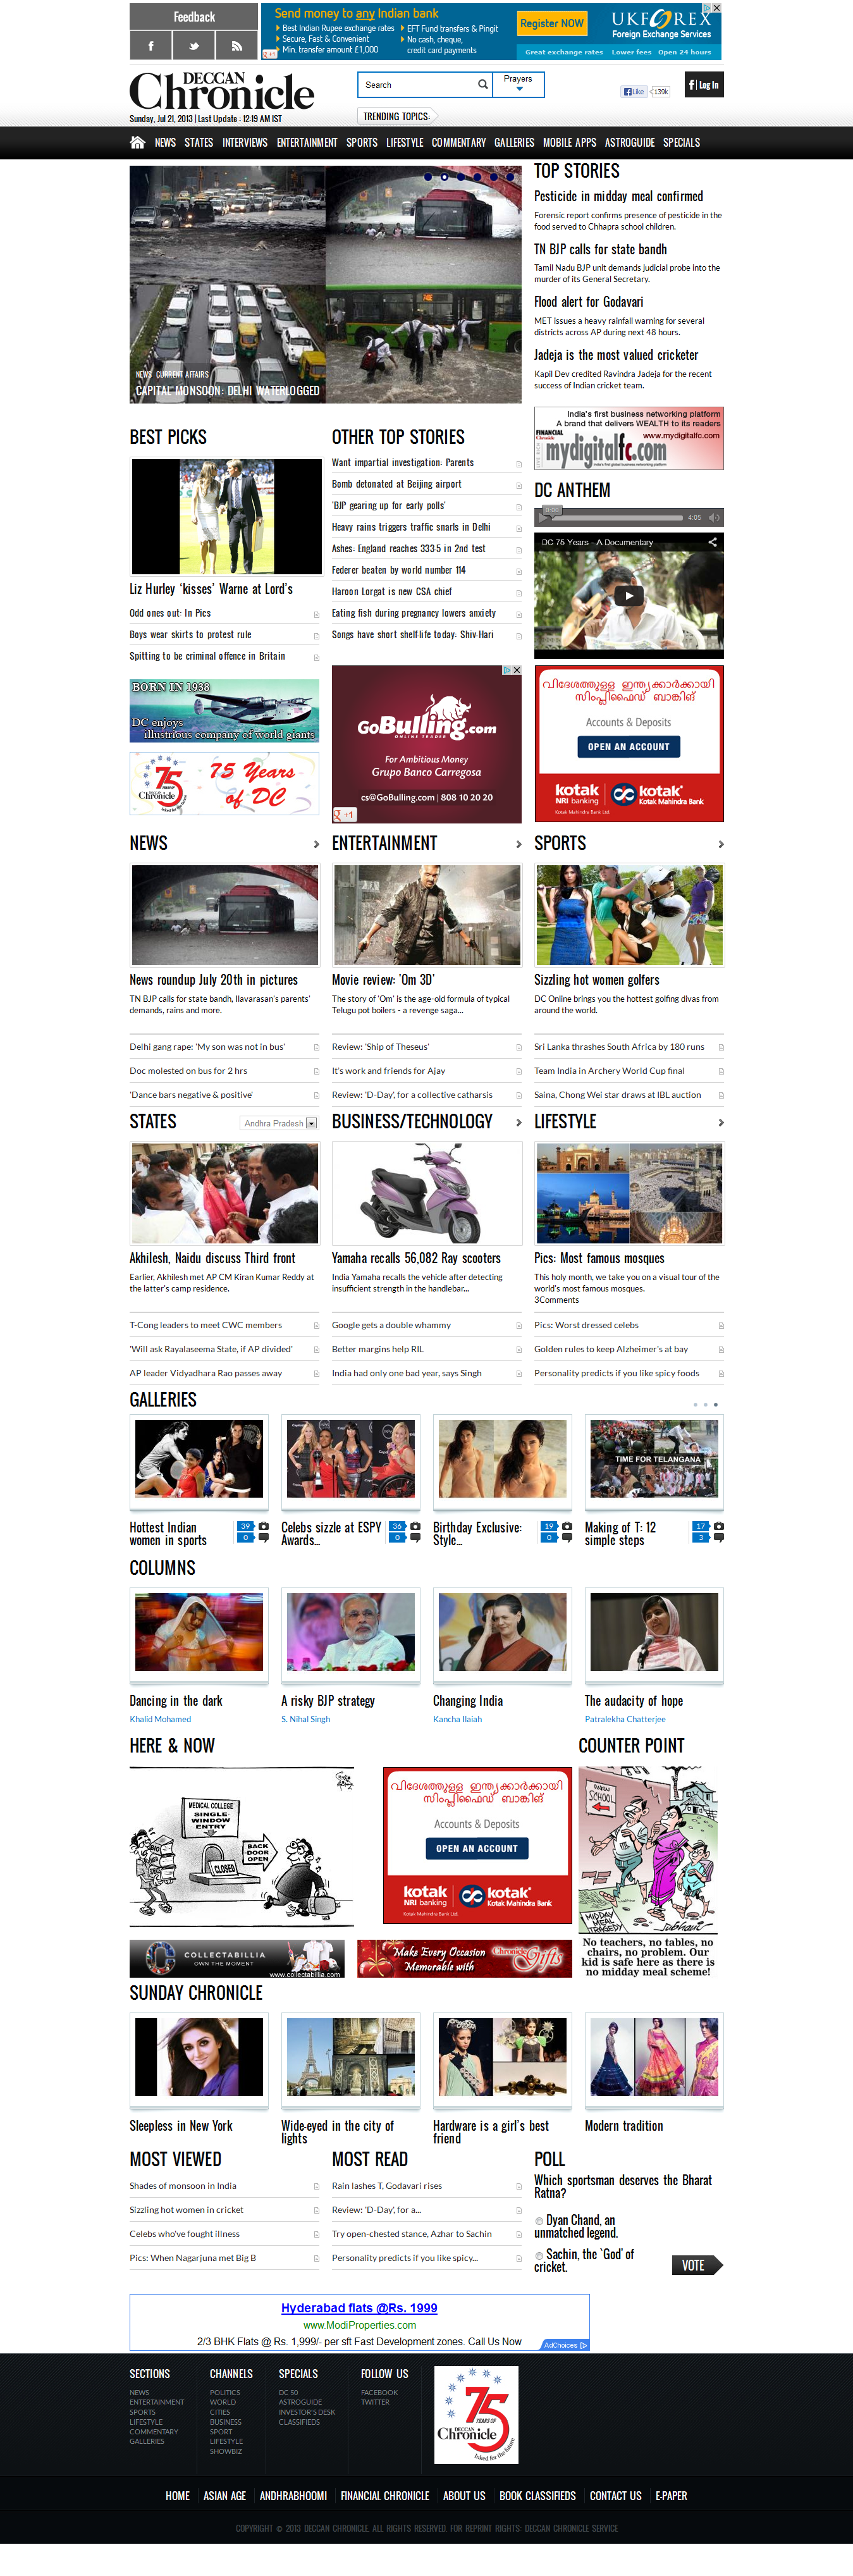 Feedback
Send money to any Indian bank
Best Indian Rupee exchange rates
Secure, Fast & Convenient
Min. transfer amount £1,000
EFT Fund transfers & Pingit
No cash, cheque,
credit card payments
Register NOW
UKFOREX
Foreign Exchange Services
Great exchange rates Lower fees Open 24 hours
DECCAN
Chronicle
Sunday, Jul 21, 2013 | Last Update : 12:19 AM IST
Search
Prayers
TRENDING TOPICS:
Like 139k
Log In
NEWS STATES INTERVIEWS ENTERTAINMENT SPORTS LIFESTYLE COMMENTARY GALLERIES MOBILE APPS ASTROGUIDE SPECIALS
NEWS CURRENT AFFAIRS
CAPITAL MONSOON: DELHI WATERLOGGED
TOP STORIES
Pesticide in midday meal confirmed
Forensic report confirms presence of pesticide in the
food served to Chhapra school children.
TN BJP calls for state bandh
Tamil Nadu BJP unit demands judicial probe into the
murder of its General Secretary.
Flood alert for Godavari
MET issues a heavy rainfall warning for several
districts across AP during next 48 hours.
Jadeja is the most valued cricketer
Kapil Dev credited Ravindra Jadeja for the recent
success of Indian cricket team.
India's first business networking platform
A brand that delivers WEALTH to its readers
www.mydigitalfc.com
FINANCIAL
Chronicle
mydigitalfc.com
India's first global business networking platform
BEST PICKS
Liz Hurley 'kisses' Warne at Lord's
Odd ones out: In Pics
Boys wear skirts to protest rule
Spitting to be criminal offence in Britain
OTHER TOP STORIES
Want impartial investigation: Parents
Bomb detonated at Beijing airport
'BJP gearing up for early polls'
Heavy rains triggers traffic snarls in Delhi
Ashes: England reaches 333-5 in 2nd test
Federer beaten by world number 114
Haroon Lorgat is new CSA chief
Eating fish during pregnancy lowers anxiety
Songs have short shelf-life today: Shiv-Hari
DC ANTHEM
0:00
4:05
DC 75 Years - A Documentary
BORN IN 1938
DC enjoys
illustrious company of world giants
75 Years
of DC
GoBulling.com
ONLINE TRADER
For Ambitious Money
Grupo Banco Carregosa
cs@GoBulling.com | 808 10 20 20
+1
വിദേശത്തുള്ള ഇന്ത്യക്കാർക്കായി
സിംപ്ലിഫൈഡ് ബാങ്കിങ്
Accounts & Deposits
OPEN AN ACCOUNT
kotak
NRI banking
Kotak Mahindra Bank Ltd.
kotak
Kotak Mahindra Bank
NEWS
News roundup July 20th in pictures
TN BJP calls for state bandh, Ilavarasan's parents'
demands, rains and more.
Delhi gang rape: 'My son was not in bus'
Doc molested on bus for 2 hrs
'Dance bars negative & positive'
ENTERTAINMENT
Movie review: 'Om 3D'
The story of 'Om' is the age-old formula of typical
Telugu pot boilers - a revenge saga...
Review: 'Ship of Theseus'
It's work and friends for Ajay
Review: 'D-Day', for a collective catharsis
SPORTS
Sizzling hot women golfers
DC Online brings you the hottest golfing divas from
around the world.
Sri Lanka thrashes South Africa by 180 runs
Team India in Archery World Cup final
Saina, Chong Wei star draws at IBL auction
STATES
Andhra Pradesh
Akhilesh, Naidu discuss Third front
Earlier, Akhilesh met AP CM Kiran Kumar Reddy at
the latter's camp residence.
T-Cong leaders to meet CWC members
'Will ask Rayalaseema State, if AP divided'
AP leader Vidyadhara Rao passes away
BUSINESS/TECHNOLOGY
Yamaha recalls 56,082 Ray scooters
India Yamaha recalls the vehicle after detecting
insufficient strength in the handlebar...
Google gets a double whammy
Better margins help RIL
India had only one bad year, says Singh
LIFESTYLE
Pics: Most famous mosques
This holy month, we take you on a visual tour of the
world's most famous mosques.
3Comments
Pics: Worst dressed celebs
Golden rules to keep Alzheimer's at bay
Personality predicts if you like spicy foods
GALLERIES
TIME FOR TELANGANA
Hottest Indian
women in sports
39
0
Celebs sizzle at ESPY
Awards...
36
0
Birthday Exclusive:
Style...
19
0
Making of T: 12
simple steps
17
3
COLUMNS
Dancing in the dark
Khalid Mohamed
A risky BJP strategy
S. Nihal Singh
Changing India
Kancha Ilaiah
The audacity of hope
Patralekha Chatterjee
HERE & NOW
MEDICAL COLLEGE
SINGLE-
WINDOW
ENTRY
CLOSED
BACK-
DOOR
OPEN
വിദേശത്തുള്ള ഇന്ത്യക്കാർക്കായി
സിംപ്ലിഫൈഡ് ബാങ്കിങ്
Accounts & Deposits
OPEN AN ACCOUNT
kotak
NRI banking
Kotak Mahindra Bank Ltd.
kotak
Kotak Mahindra Bank
COUNTER POINT
SCHOOL
MIDDAY
MEAL
TRAGEDY
No teachers, no tables, no
chairs, no problem. Our
kid is safe here as there is
no midday meal scheme!
COLLECTABILLIA
OWN THE MOMENT
www.collectabillia.com
Make Every Occasion
Memorable with
Chronicle
Gifts
SUNDAY CHRONICLE
Sleepless in New York
Wide-eyed in the city of
lights
Hardware is a girl's best
friend
Modern tradition
MOST VIEWED
Shades of monsoon in India
Sizzling hot women in cricket
Celebs who've fought illness
Pics: When Nagarjuna met Big B
MOST READ
Rain lashes T, Godavari rises
Review: 'D-Day', for a...
Try open-chested stance, Azhar to Sachin
Personality predicts if you like spicy...
POLL
Which sportsman deserves the Bharat
Ratna?
Dyan Chand, an
unmatched legend.
Sachin, the `God' of
cricket.
VOTE
Hyderabad flats @Rs. 1999
www.ModiProperties.com
2/3 BHK Flats @ Rs. 1,999/- per sft Fast Development zones. Call Us Now
AdChoices
SECTIONS
NEWS
ENTERTAINMENT
SPORTS
LIFESTYLE
COMMENTARY
GALLERIES
CHANNELS
POLITICS
WORLD
CITIES
BUSINESS
SPORT
LIFESTYLE
SHOWBIZ
SPECIALS
DC 50
ASTROGUIDE
INVESTOR'S DESK
CLASSIFIEDS
FOLLOW US
FACEBOOK
TWITTER
75
YEARS OF
DECCAN
Chronicle
Inked for the future
HOME ASIAN AGE ANDHRABHOOMI FINANCIAL CHRONICLE ABOUT US BOOK CLASSIFIEDS CONTACT US E-PAPER
COPYRIGHT © 2013 DECCAN CHRONICLE. ALL RIGHTS RESERVED. FOR REPRINT RIGHTS: DECCAN CHRONICLE SERVICE